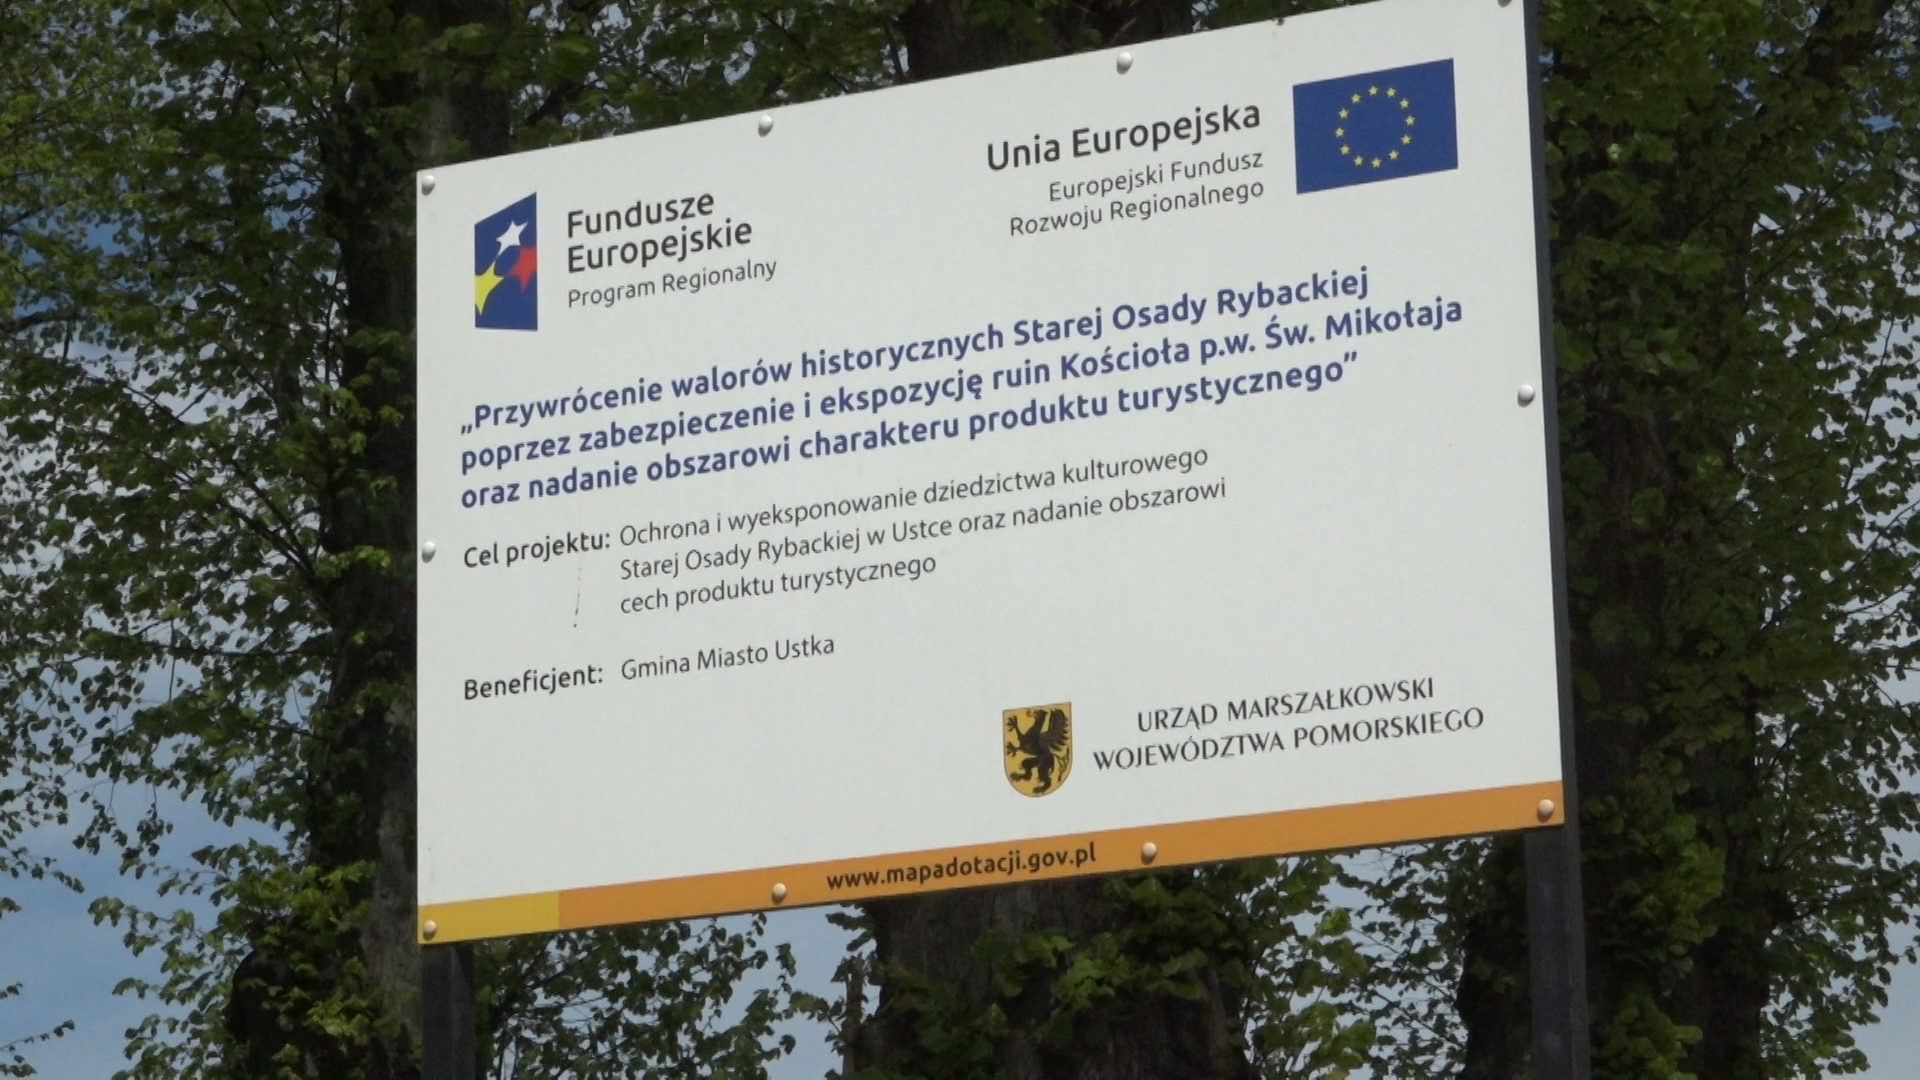 Fundusze
Europejskie
Program Regionalny
Unia Europejska
Europejski Fundusz
Rozwoju Regionalnego
„Przywrócenie walorów historycznych Starej Osady Rybackiej
poprzez zabezpieczenie i ekspozycję ruin Kościoła p.w. Św. Mikołaja
oraz nadanie obszarowi charakteru produktu turystycznego”
Cel projektu: Ochrona i wyeksponowanie dziedzictwa kulturowego
Starej Osady Rybackiej w Ustce oraz nadanie obszarowi
cech produktu turystycznego
Beneficjent: Gmina Miasto Ustka
URZĄD MARSZAŁKOWSKI
WOJEWÓDZTWA POMORSKIEGO
www.mapadotacji.gov.pl